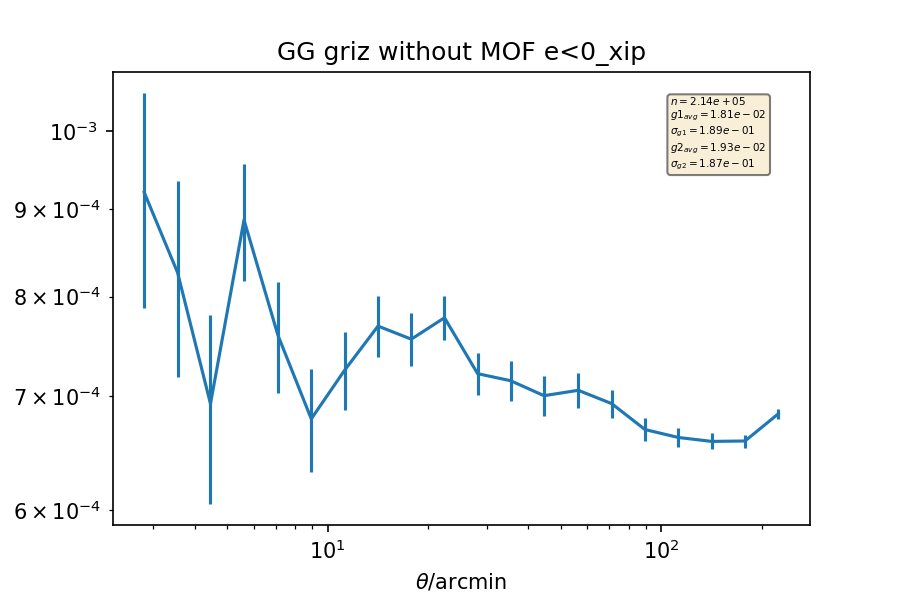 GG griz without MOF e<0_xip
n = 2.14e + 05
g1avg = 1.81e − 02
σg1 = 1.89e − 01
g2avg = 1.93e − 02
σg2 = 1.87e − 01
10⁻³
9 × 10⁻⁴
8 × 10⁻⁴
7 × 10⁻⁴
6 × 10⁻⁴
10¹ 10²
θ/arcmin